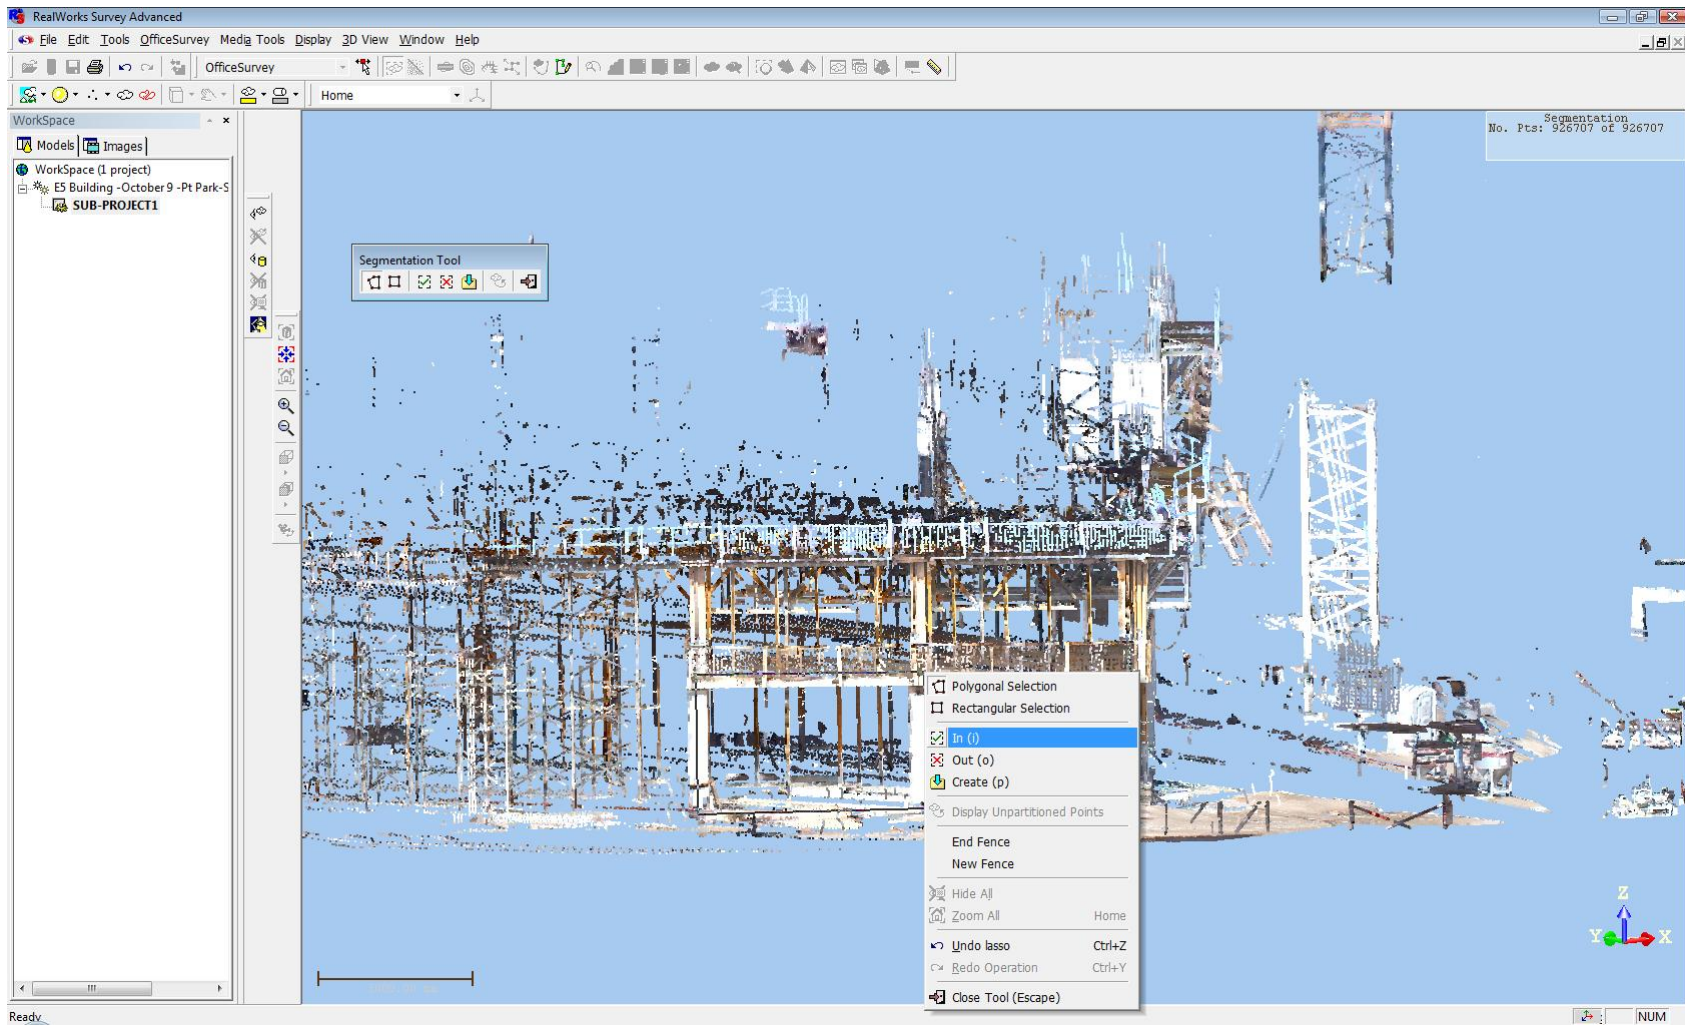 RealWorks Survey Advanced
File Edit Tools OfficeSurvey Media Tools Display 3D View Window Help
OfficeSurvey
Home
WorkSpace
Models Images
WorkSpace (1 project)
E5 Building -October 9 -Pt Park-S
SUB-PROJECT1
Segmentation
No. Pts: 926707 of 926707
Segmentation Tool
Polygonal Selection
Rectangular Selection
In (i)
Out (o)
Create (p)
Display Unpartitioned Points
End Fence
New Fence
Hide All
Zoom All Home
Undo lasso Ctrl+Z
Redo Operation Ctrl+Y
Close Tool (Escape)
Z
Y X
Ready
NUM